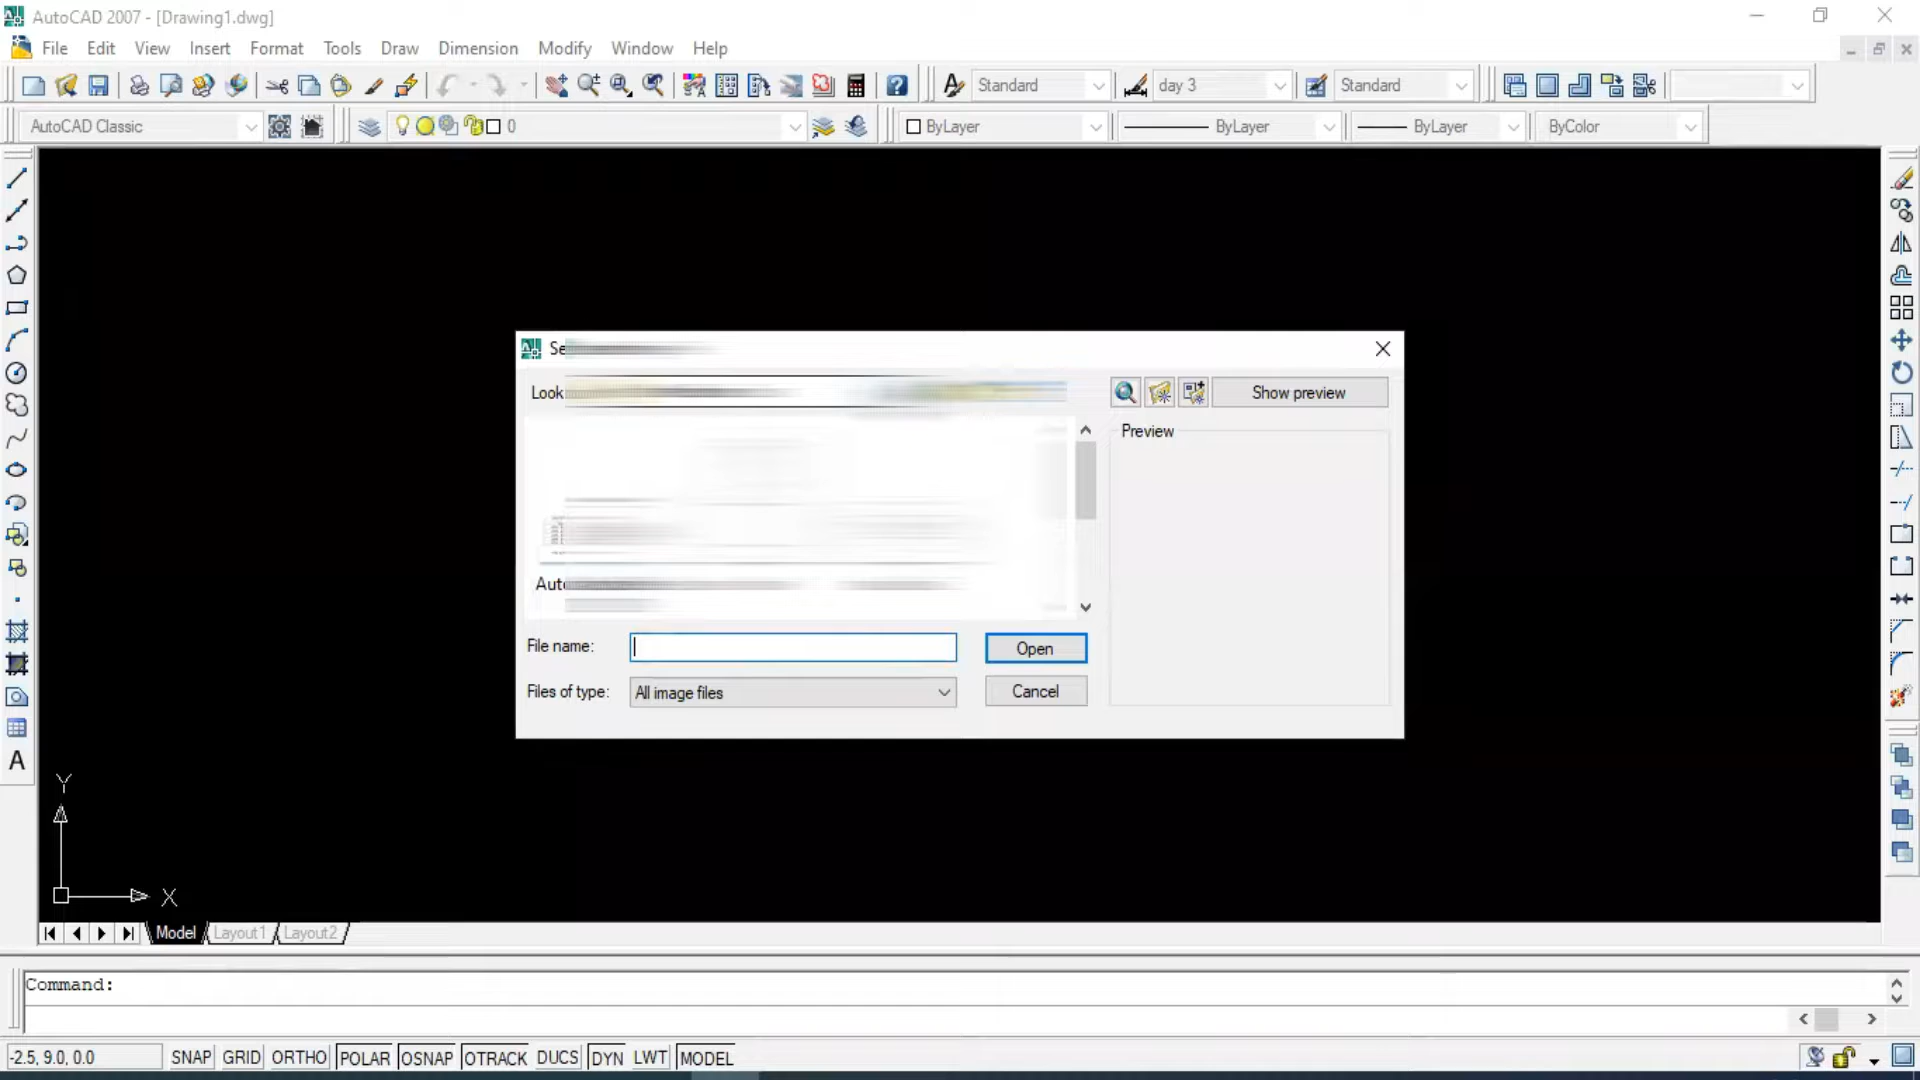 AutoCAD 2007 - [Drawing1.dwg]
File Edit View Insert Format Tools Draw Dimension Modify Window Help
Standard day 3 Standard
AutoCAD Classic 0 ByLayer ByLayer ByLayer ByColor
Look
Show preview
Preview
File name:
Open
Files of type: All image files
Cancel
Y
X
Model Layout1 Layout2
Command:
-2.5, 9.0, 0.0 SNAP GRID ORTHO POLAR OSNAP OTRACK DUCS DYN LWT MODEL
A